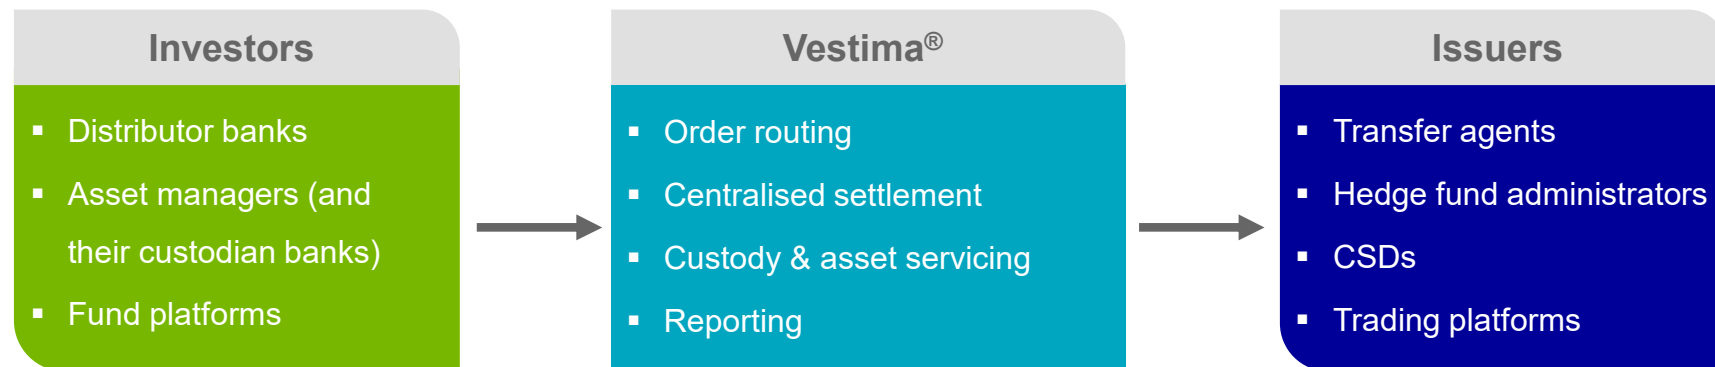 Investors
▪ Distributor banks
▪ Asset managers (and
their custodian banks)
▪ Fund platforms
Vestima®
▪ Order routing
▪ Centralised settlement
▪ Custody & asset servicing
▪ Reporting
Issuers
▪ Transfer agents
▪ Hedge fund administrators
▪ CSDs
▪ Trading platforms